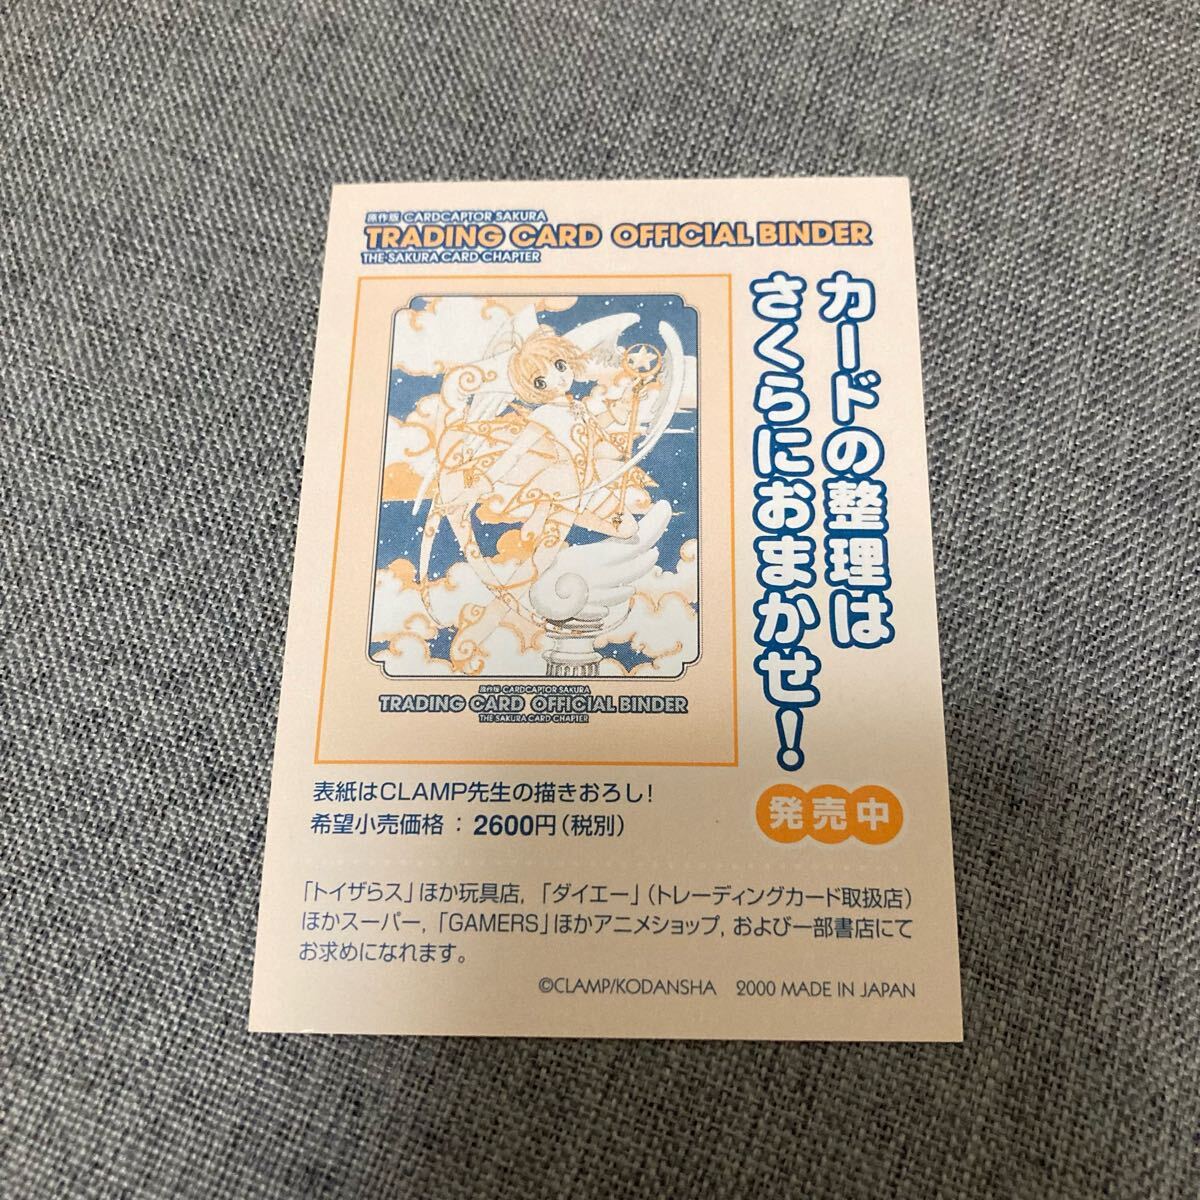 原作版 CARDCAPTOR SAKURA
TRADING CARD OFFICIAL BINDER
THE SAKURA CARD CHAPTER
カードの整理は
さくらにおまかせ!
原作版 CARDCAPTOR SAKURA
TRADING CARD OFFICIAL BINDER
THE SAKURA CARD CHAPTER
表紙はCLAMP先生の描きおろし!
希望小売価格 : 2600円(税別)
発売中
「トイザらス」ほか玩具店, 「ダイエー」(トレーディングカード取扱店)
ほかスーパー, 「GAMERS」ほかアニメショップ, および一部書店にて
お求めになれます。
©CLAMP/KODANSHA 2000 MADE IN JAPAN